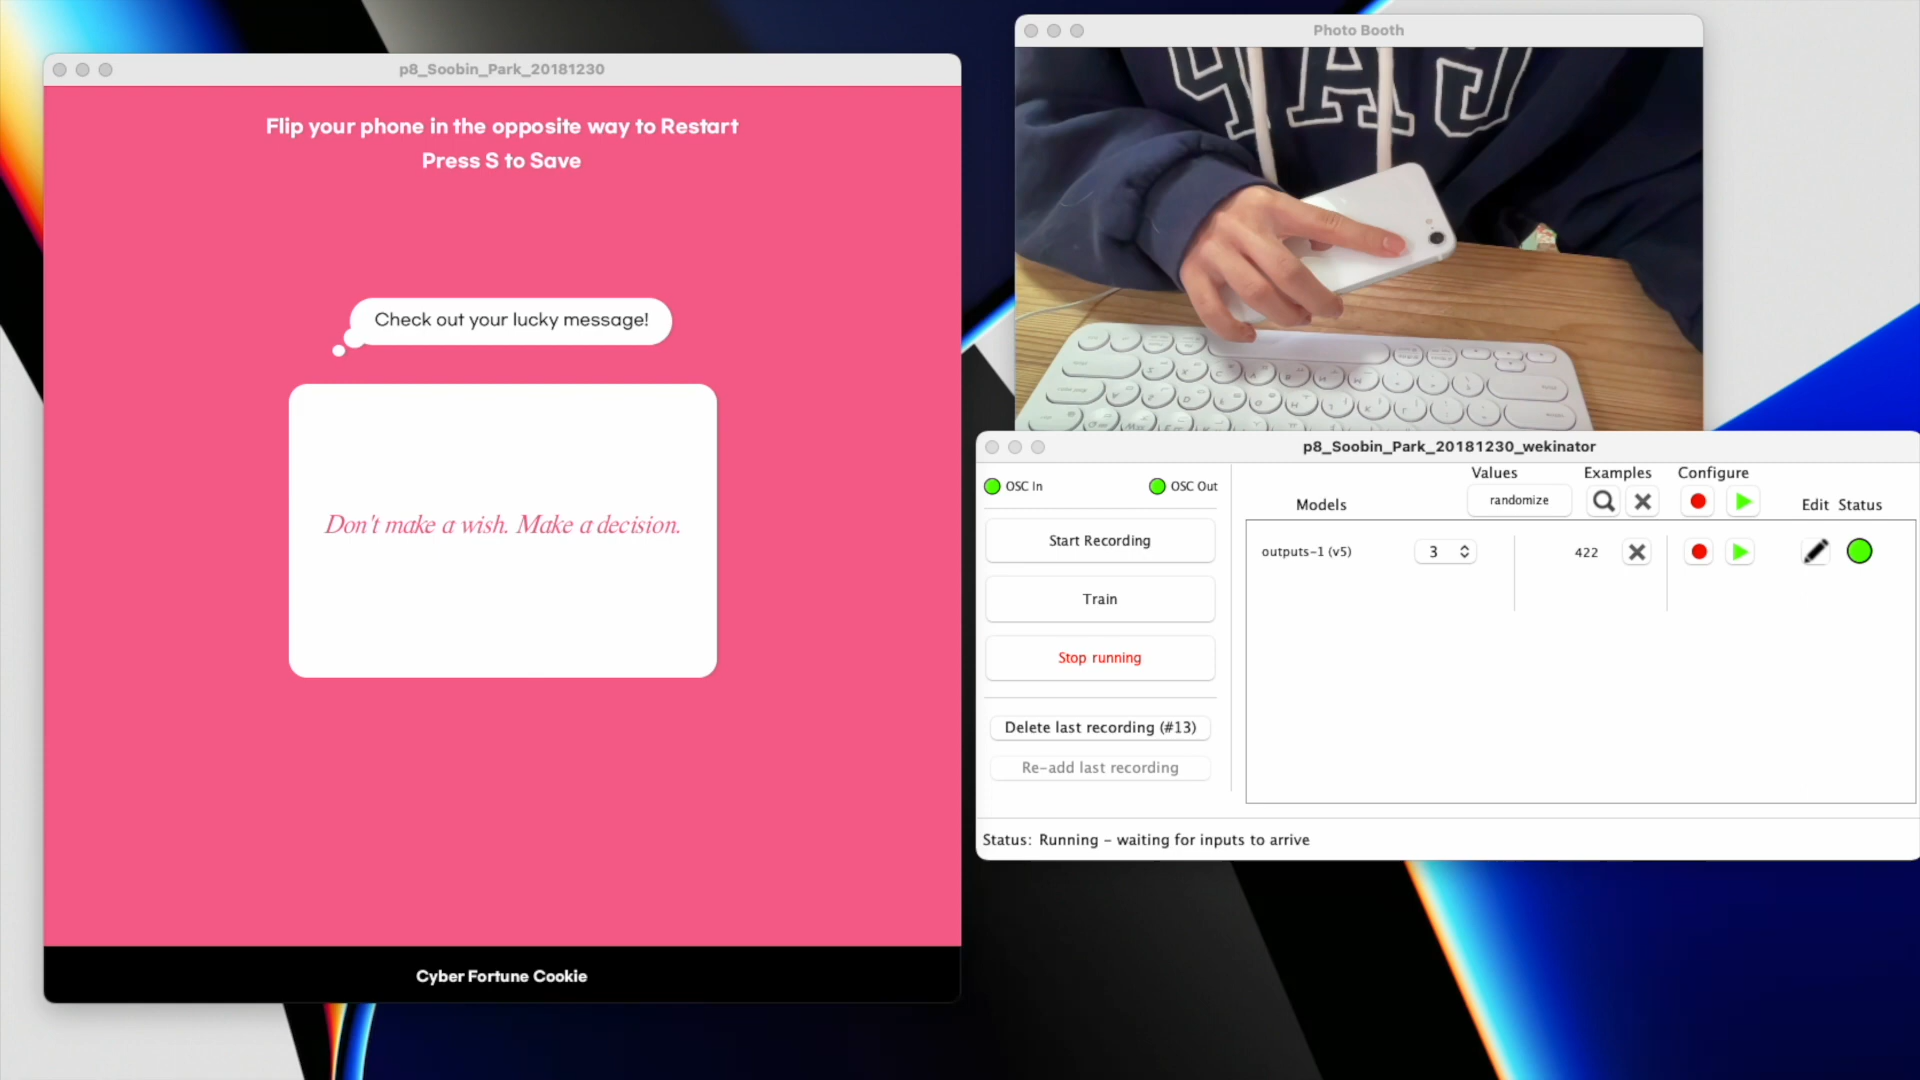 p8_Soobin_Park_20181230
Flip your phone in the opposite way to Restart
Press S to Save
Check out your lucky message!
Don't make a wish. Make a decision.
Cyber Fortune Cookie
Photo Booth
p8_Soobin_Park_20181230_wekinator
OSC In
OSC Out
Start Recording
Train
Stop running
Delete last recording (#13)
Re-add last recording
Values Examples Configure
Models randomize Edit Status
outputs-1 (v5) 3 422
Status: Running - waiting for inputs to arrive